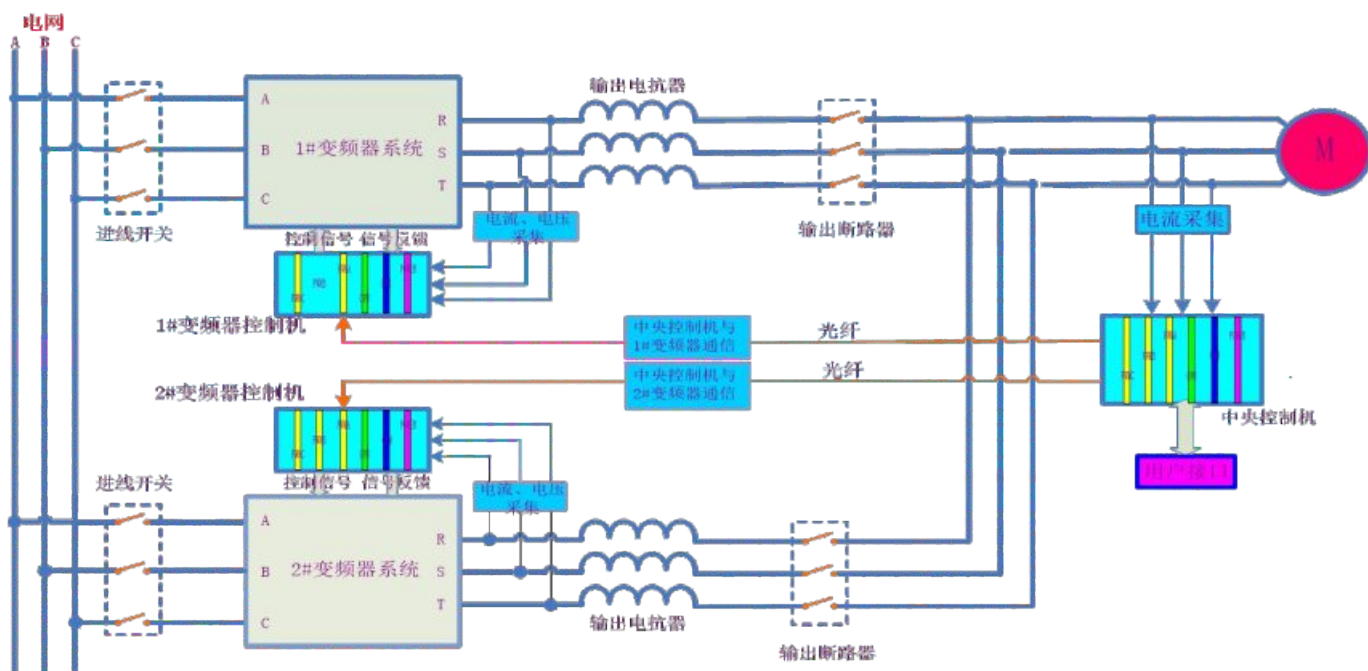 电网
A B C
输出电抗器
A
R
B
1#变频器系统
S
C
T
进线开关
控制信号 信号反馈
电流、电压
采集
输出断路器
M
电流采集
1#变频器控制机
中央控制机与
1#变频器通信
光纤
2#变频器控制机
中央控制机与
2#变频器通信
光纤
中央控制机
用户接口
进线开关
控制信号 信号反馈
电流、电压
采集
A
R
B
2#变频器系统
S
C
T
输出电抗器
输出断路器